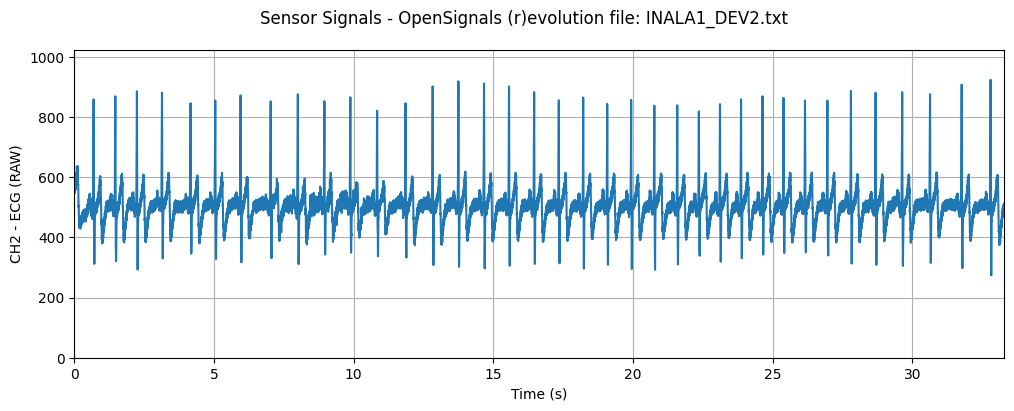 Sensor Signals - OpenSignals (r)evolution file: INALA1_DEV2.txt
CH2 - ECG (RAW)
1000
800
600
400
200
0
0 5 10 15 20 25 30
Time (s)